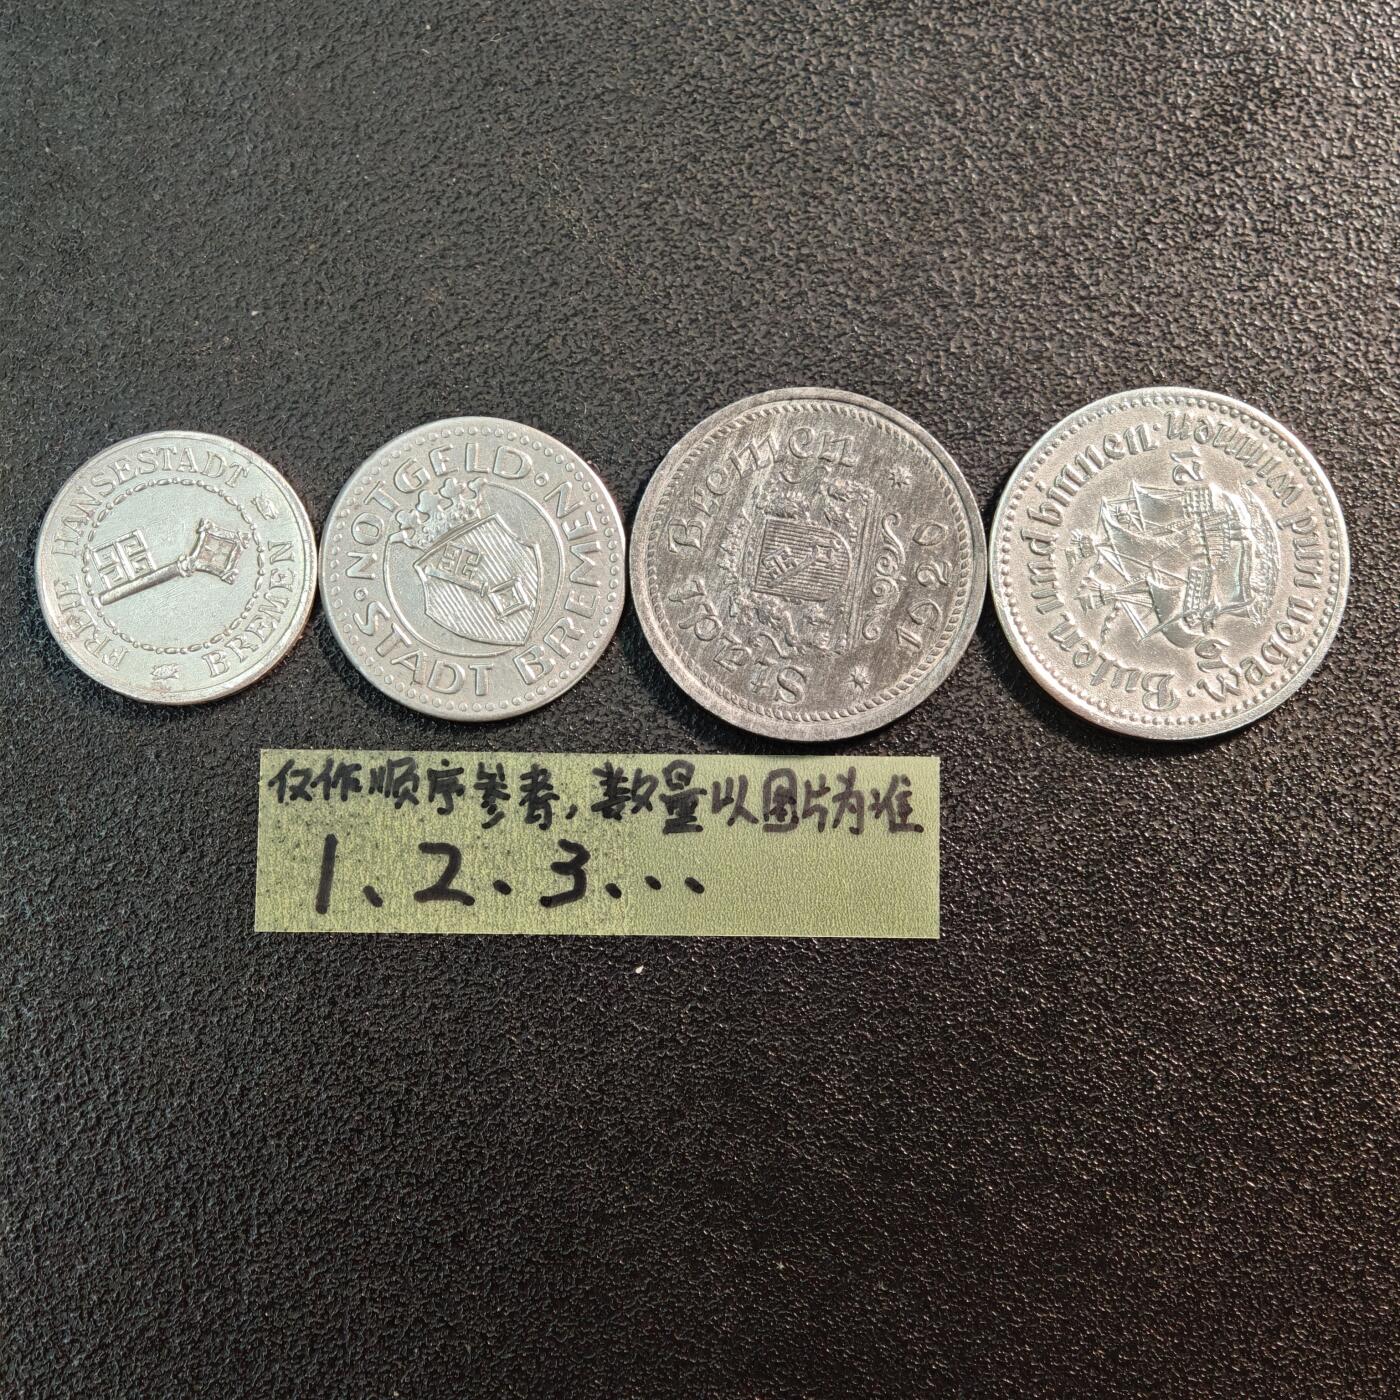 FREIE HANSESTADT
BREMEN
·NOTGELD·
STADT BREMEN
Stadt Bremen
1920
Buten und binnen·
wagen und winnen
仅作顺序参考,数量以图片为准
1、2、3...